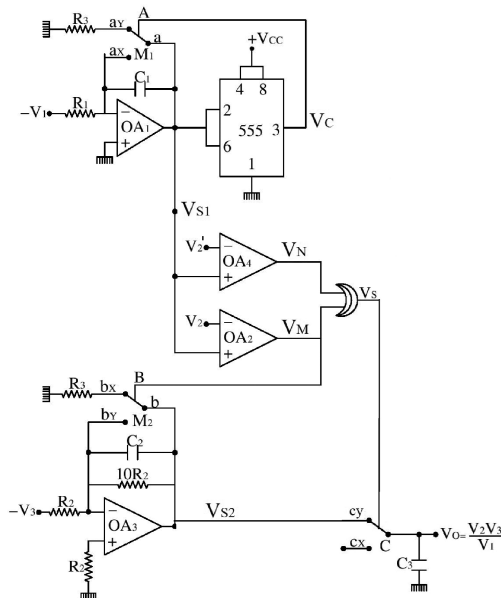 A
R3
aY
a
aX
M1
+VCC
C1
−V1
R1
−
OA1
+
4
8
2
555
3
VC
6
1
VS1
V2'
−
VN
OA4
+
VS
V2
−
VM
OA2
+
B
R3
bX
b
bY
M2
C2
10R2
−V3
R2
−
VS2
cy
OA3
+
cx
C
VO= V2V3
V1
C3
R2